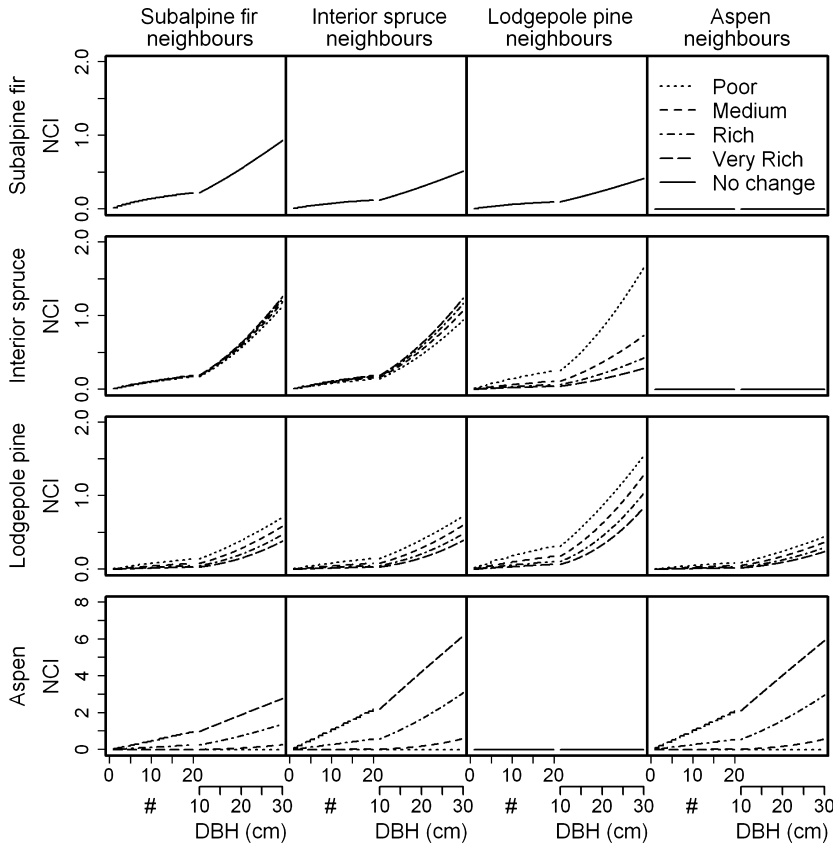 Subalpine fir neighbours
Interior spruce neighbours
Lodgepole pine neighbours
Aspen neighbours
Subalpine fir
NCI
0.0 1.0 2.0
Poor
Medium
Rich
Very Rich
No change
Interior spruce
NCI
0.0 1.0 2.0
Lodgepole pine
NCI
0.0 1.0 2.0
Aspen
NCI
0 2 4 6 8
0 10 20 0 10 20 0 10 20 0 10 20
# 10 20 30 # 10 20 30 # 10 20 30 # 10 20 30
DBH (cm) DBH (cm) DBH (cm) DBH (cm)